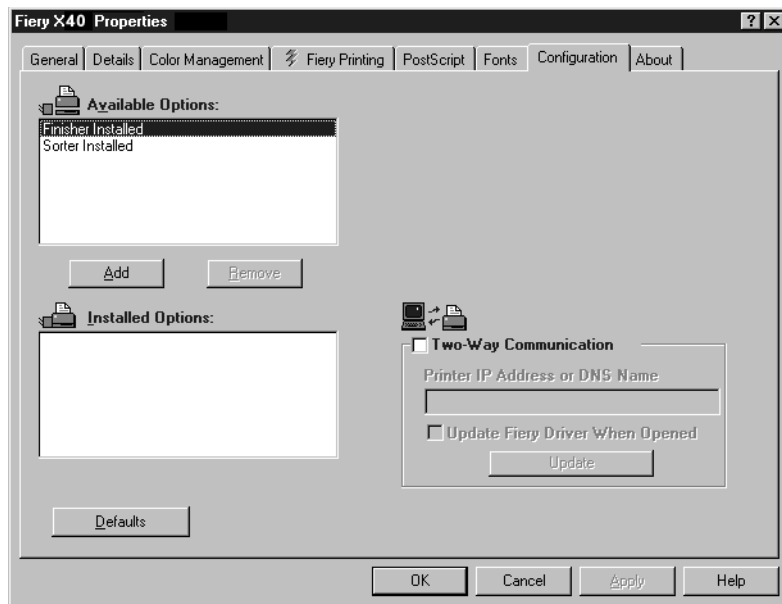 Fiery X40 Properties
General Details Color Management Fiery Printing PostScript Fonts Configuration About
Available Options:
Finisher Installed
Sorter Installed
Add Remove
Installed Options:
Two-Way Communication
Printer IP Address or DNS Name
Update Fiery Driver When Opened
Update
Defaults
OK Cancel Apply Help